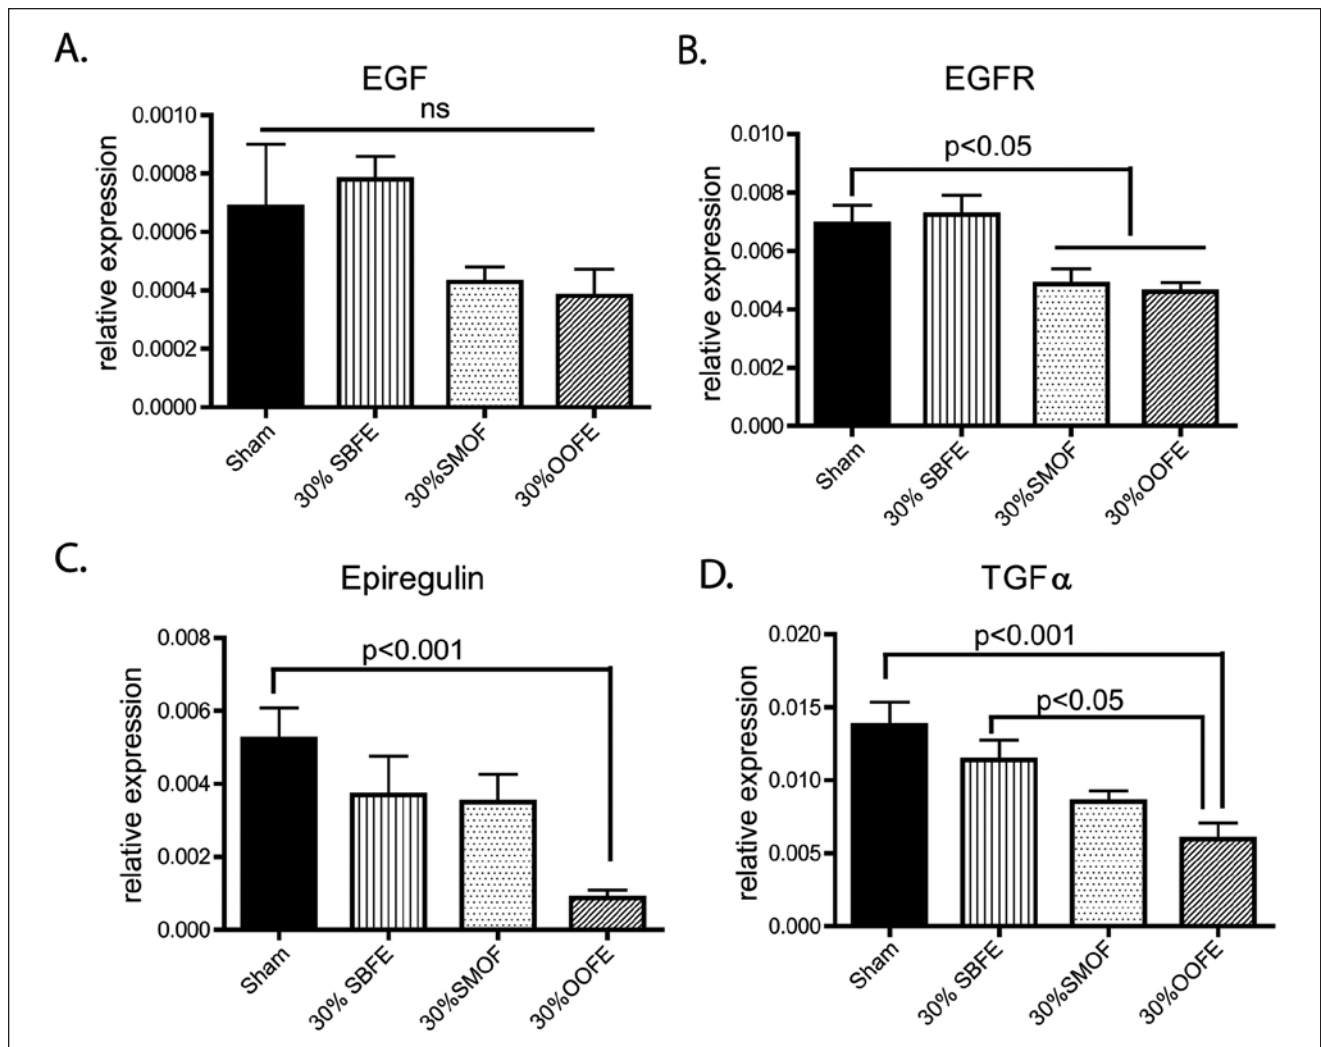 A.
EGF
ns
relative expression
0.0010
0.0008
0.0006
0.0004
0.0002
0.0000
Sham
30% SBFE
30%SMOF
30%OOFE
B.
EGFR
p<0.05
relative expression
0.010
0.008
0.006
0.004
0.002
0.000
Sham
30% SBFE
30%SMOF
30%OOFE
C.
Epiregulin
p<0.001
relative expression
0.008
0.006
0.004
0.002
0.000
Sham
30% SBFE
30%SMOF
30%OOFE
D.
TGFα
p<0.001
p<0.05
relative expression
0.020
0.015
0.010
0.005
0.000
Sham
30% SBFE
30%SMOF
30%OOFE